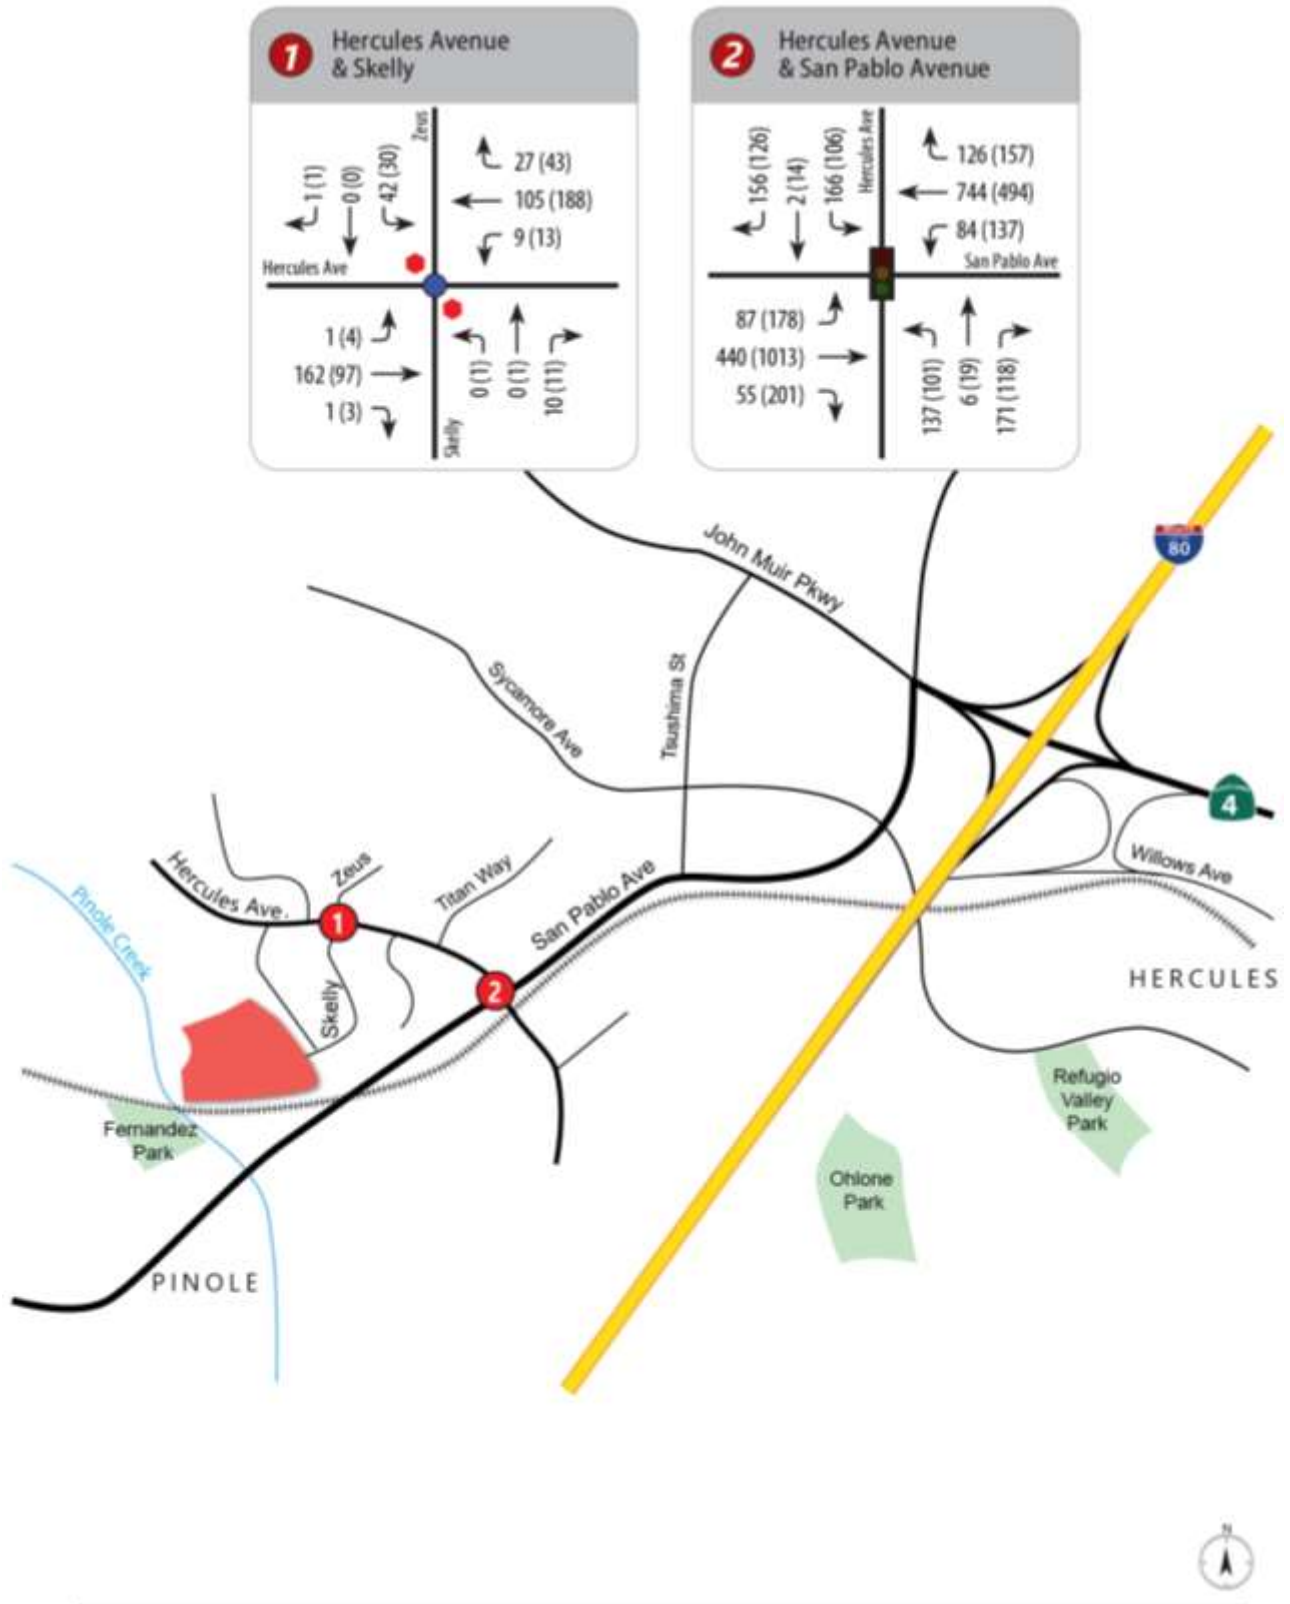 1
Hercules Avenue
& Skelly
Zeus
1 (1)
0 (0)
42 (30)
27 (43)
105 (188)
9 (13)
Hercules Ave
1 (4)
162 (97)
1 (3)
0 (1)
0 (1)
10 (11)
Skelly
2
Hercules Avenue
& San Pablo Avenue
Hercules Ave
156 (126)
2 (14)
166 (106)
126 (157)
744 (494)
84 (137)
San Pablo Ave
87 (178)
440 (1013)
55 (201)
137 (101)
6 (19)
171 (118)
John Muir Pkwy
80
Sycamore Ave
Tsushima St
4
Willows Ave
Hercules Ave.
Zeus
Titan Way
San Pablo Ave
1
Pinole Creek
2
Skelly
HERCULES
Refugio
Valley
Park
Fernandez
Park
Ohlone
Park
PINOLE
N